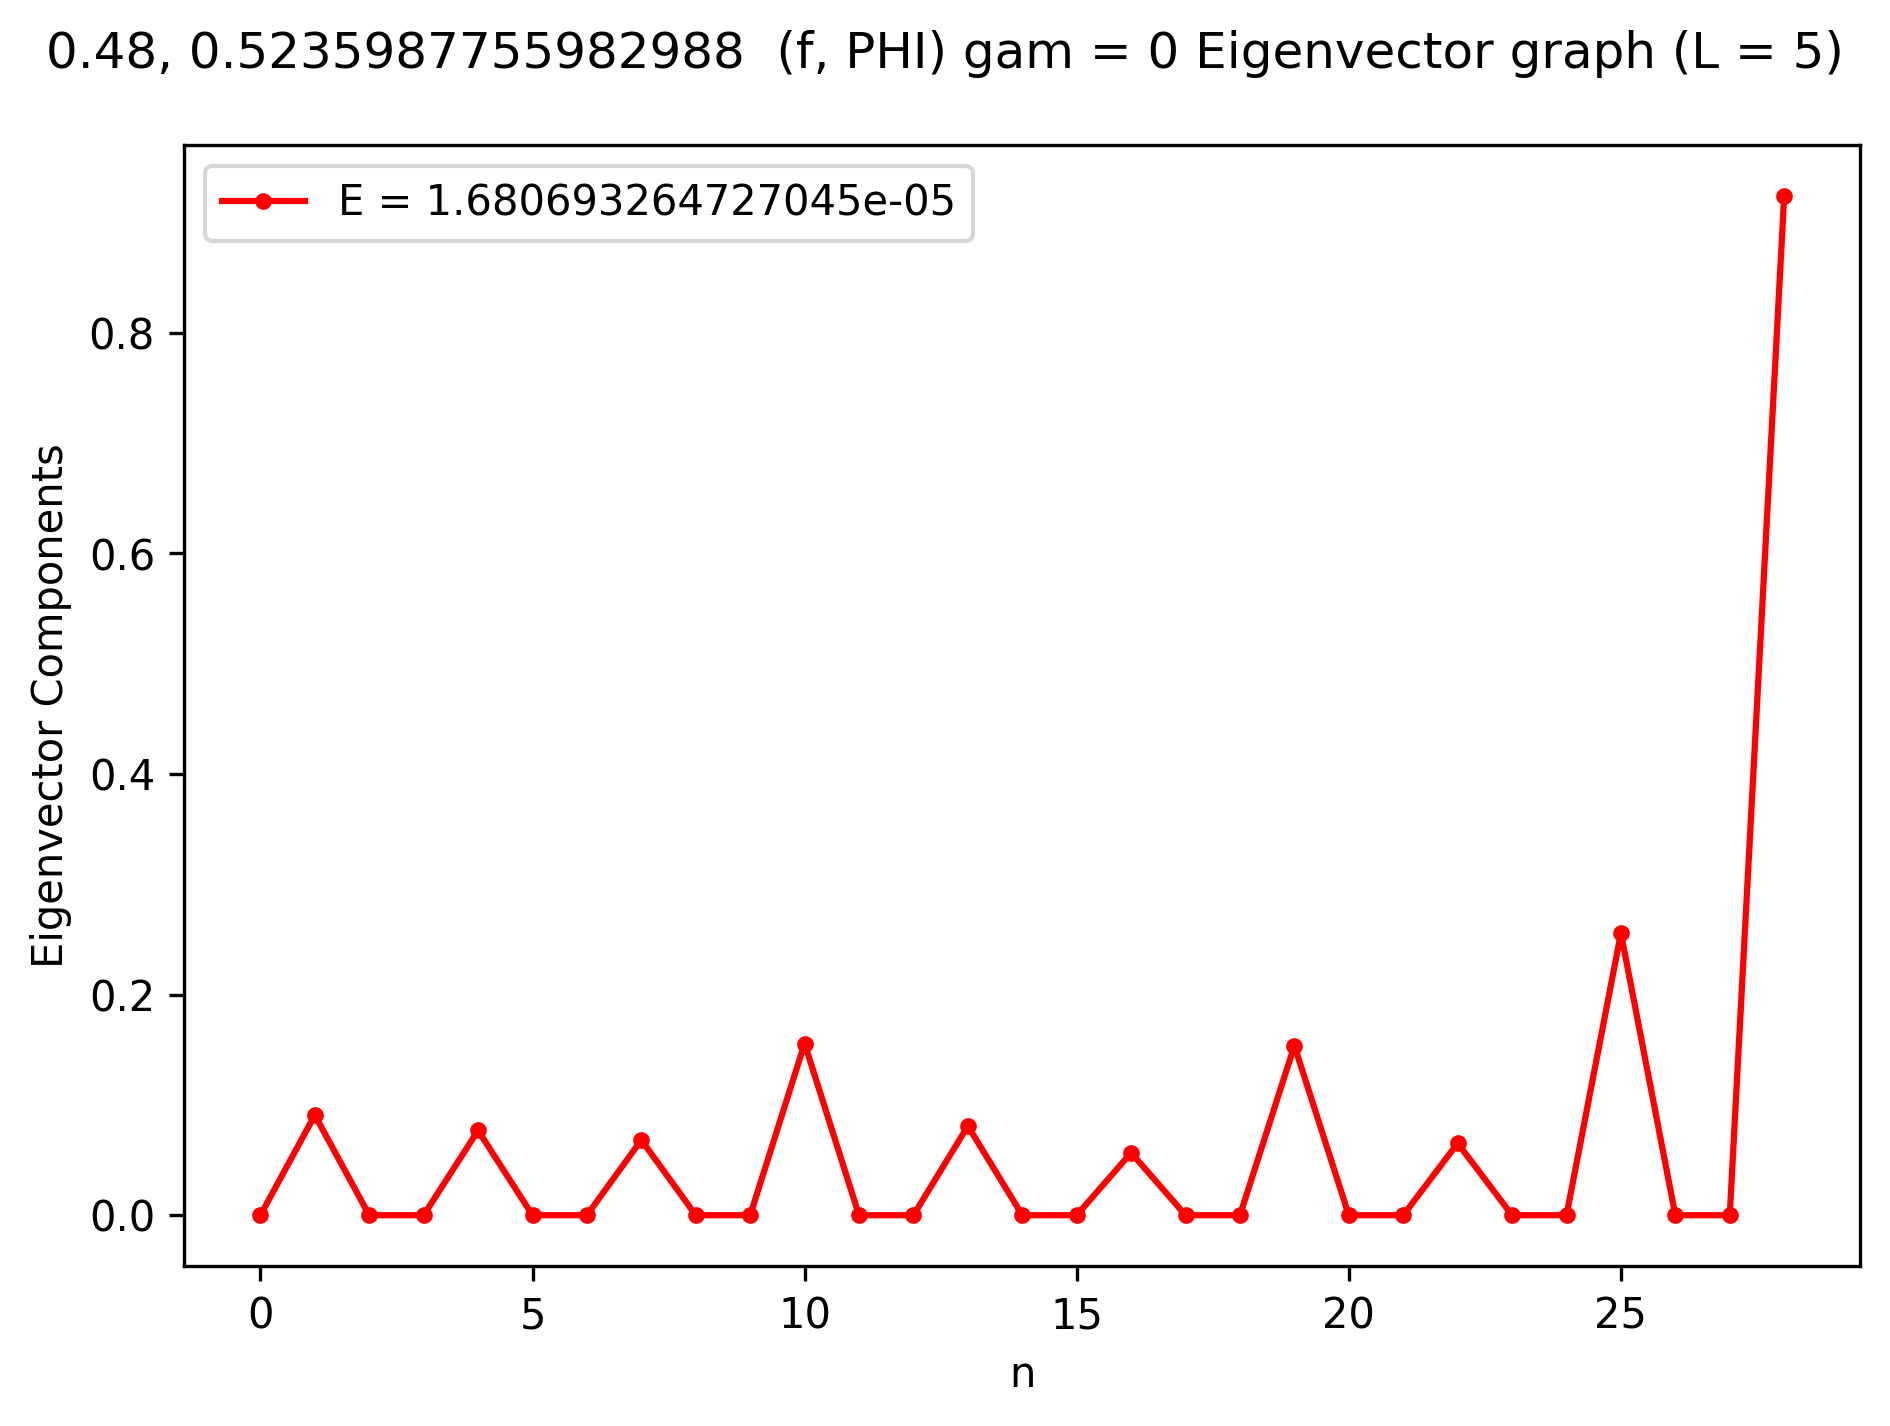 0.48, 0.5235987755982988  (f, PHI) gam = 0 Eigenvector graph (L = 5)
E = 1.680693264727045e-05
Eigenvector Components
0.8
0.6
0.4
0.2
0.0
0 5 10 15 20 25
n